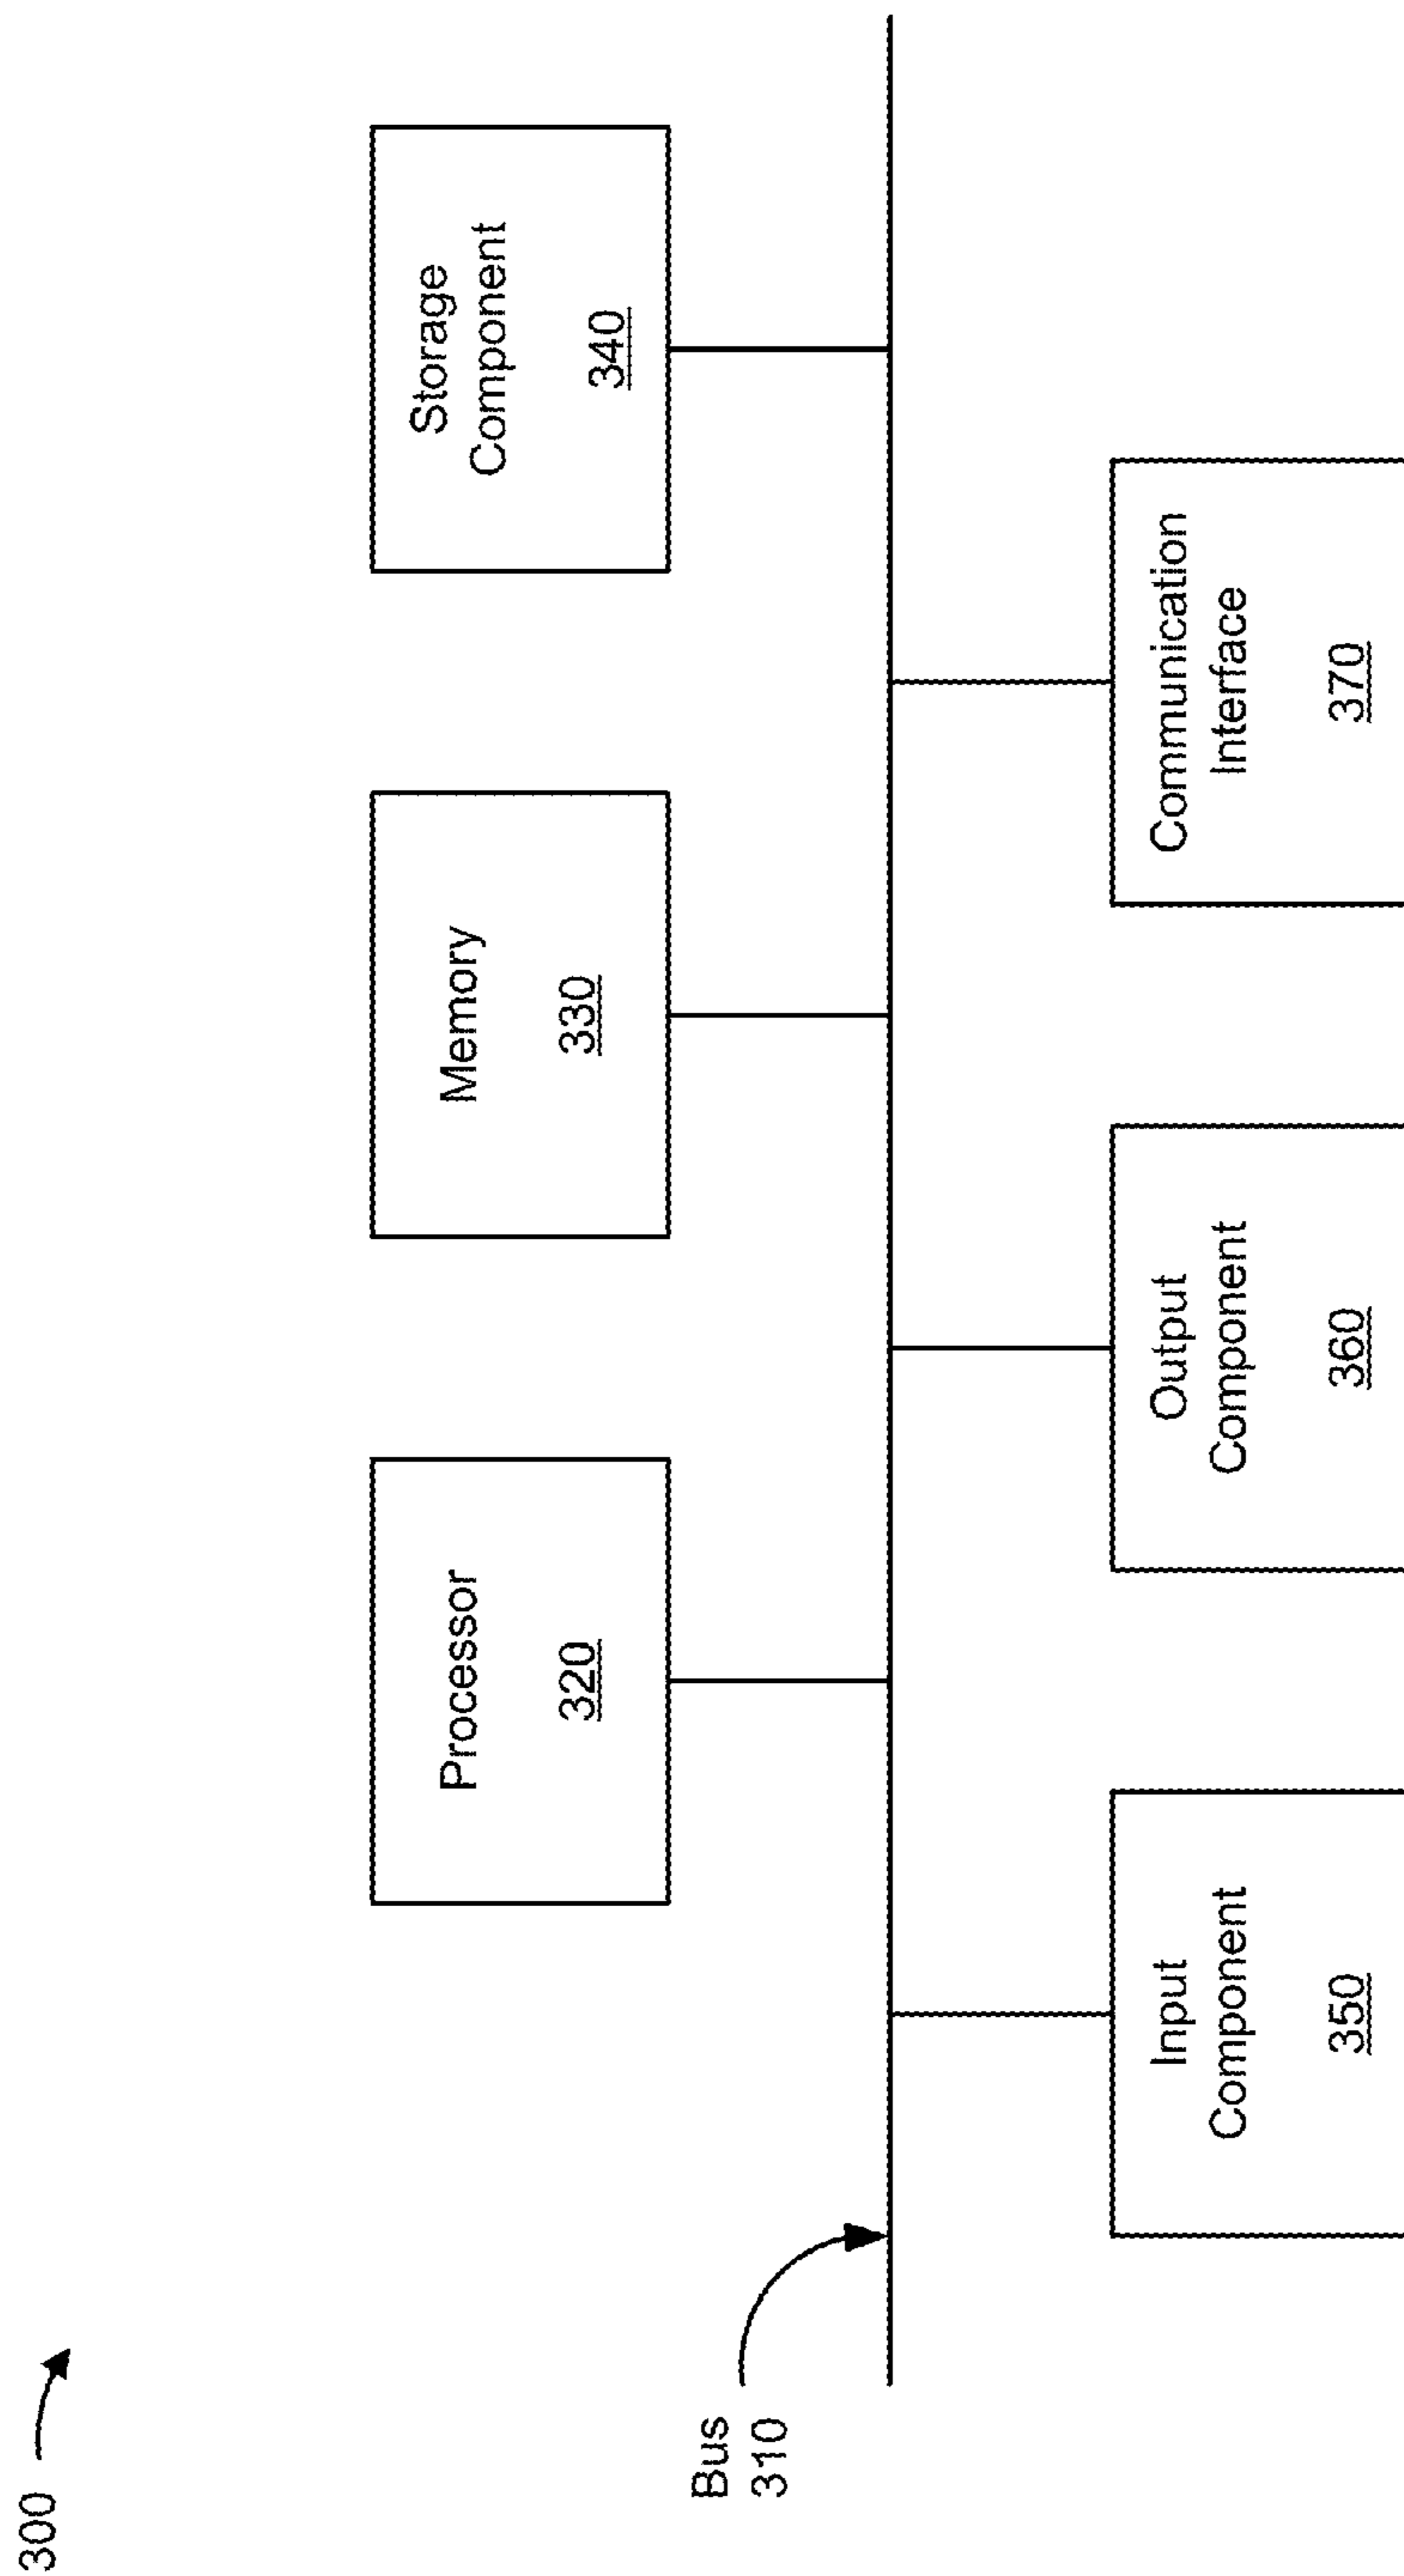 300
Processor
320
Memory
330
Storage
Component
340
Bus
310
Input
Component
350
Output
Component
360
Communication
Interface
370